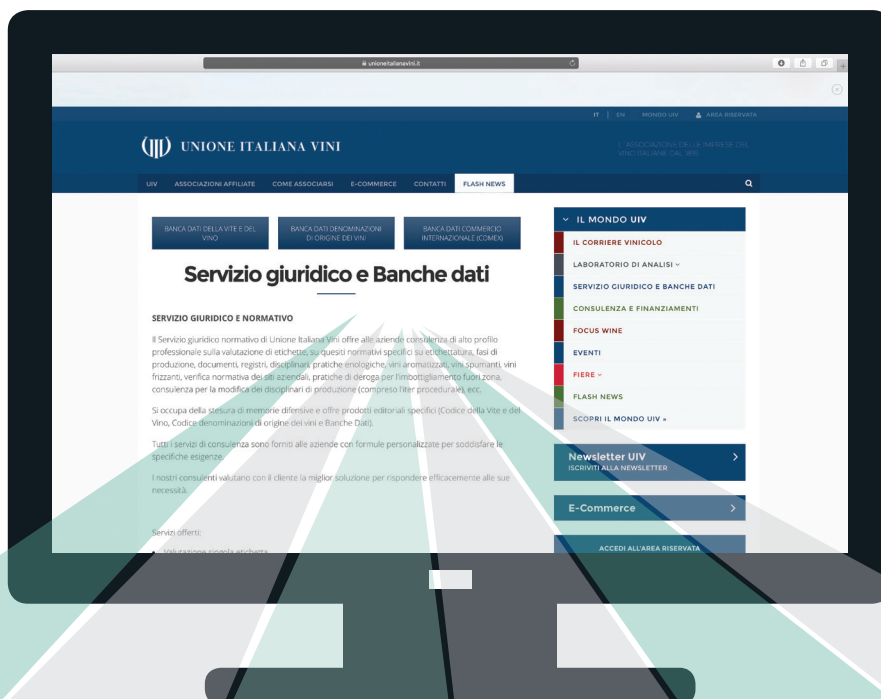 unioneitalianavini.it
IT | EN MONDO UIV AREA RISERVATA
UNIONE ITALIANA VINI
L'ASSOCIAZIONE DELLE IMPRESE DEL
VINO ITALIANE DAL 1895
UIV ASSOCIAZIONI AFFILIATE COME ASSOCIARSI E-COMMERCE CONTATTI FLASH NEWS
BANCA DATI DELLA VITE E DEL
VINO
BANCA DATI DENOMINAZIONI
DI ORIGINE DEI VINI
BANCA DATI COMMERCIO
INTERNAZIONALE (COMEX)
Servizio giuridico e Banche dati
SERVIZIO GIURIDICO E NORMATIVO
Il Servizio giuridico normativo di Unione Italiana Vini offre alle aziende consulenza di alto profilo
professionale sulla valutazione di etichette, su quesiti normativi specifici su etichettatura, fasi di
produzione, documenti, registri, disciplinari, pratiche enologiche, vini aromatizzati, vini spumanti, vini
frizzanti, verifica normativa dei siti aziendali, pratiche di deroga per l'imbottigliamento fuori zona,
consulenza per la modifica dei disciplinari di produzione (compreso l'iter procedurale), ecc.
Si occupa della stesura di memorie difensive e offre prodotti editoriali specifici (Codice della Vite e del
Vino, Codice denominazioni di origine dei vini e Banche Dati).
Tutti i servizi di consulenza sono forniti alle aziende con formule personalizzate per soddisfare le
specifiche esigenze.
I nostri consulenti valutano con il cliente la miglior soluzione per rispondere efficacemente alle sue
necessità.
Servizi offerti:
• Valutazione singola etichetta
IL MONDO UIV
IL CORRIERE VINICOLO
LABORATORIO DI ANALISI
SERVIZIO GIURIDICO E BANCHE DATI
CONSULENZA E FINANZIAMENTI
FOCUS WINE
EVENTI
FIERE
FLASH NEWS
SCOPRI IL MONDO UIV »
Newsletter UIV
ISCRIVITI ALLA NEWSLETTER
E-Commerce
ACCEDI ALL'AREA RISERVATA